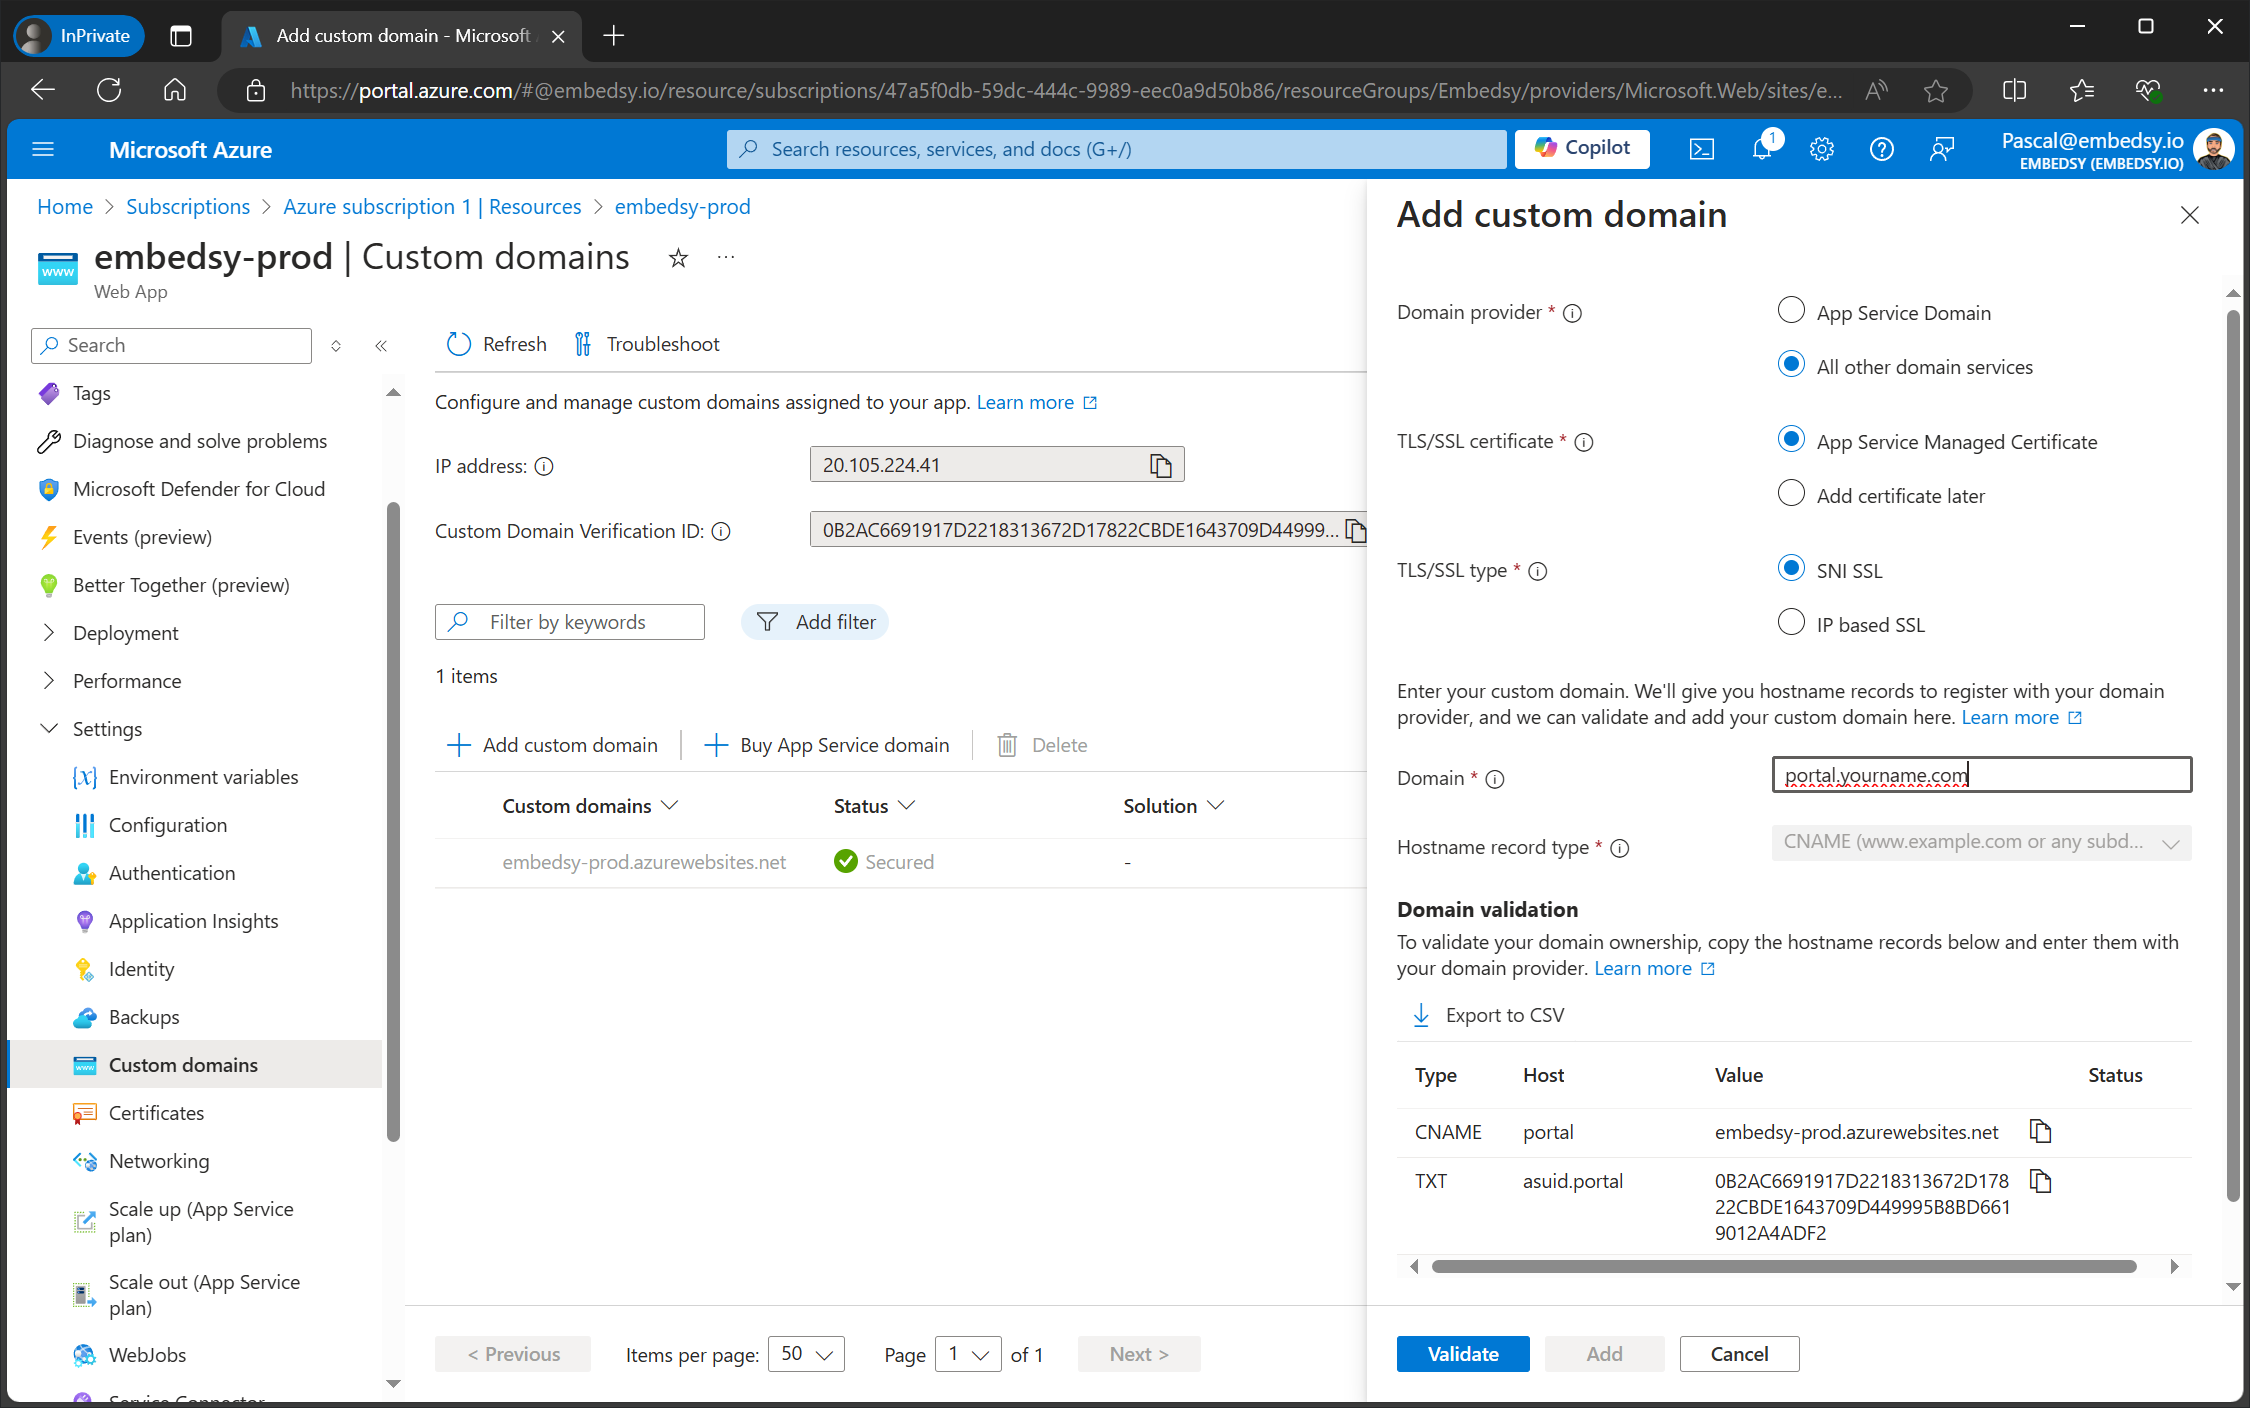 InPrivate
Add custom domain - Microsoft
https://portal.azure.com/#@embedsy.io/resource/subscriptions/47a5f0db-59dc-444c-9989-eec0a9d50b86/resourceGroups/Embedsy/providers/Microsoft.Web/sites/e...
Microsoft Azure
Search resources, services, and docs (G+/)
Copilot
1
Pascal@embedsy.io
EMBEDSY (EMBEDSY.IO)
Home > Subscriptions > Azure subscription 1 | Resources > embedsy-prod
embedsy-prod | Custom domains
Web App
Search
Tags
Diagnose and solve problems
Microsoft Defender for Cloud
Events (preview)
Better Together (preview)
Deployment
Performance
Settings
Environment variables
Configuration
Authentication
Application Insights
Identity
Backups
Custom domains
Certificates
Networking
Scale up (App Service
plan)
Scale out (App Service
plan)
WebJobs
Service Connector
Refresh
Troubleshoot
Configure and manage custom domains assigned to your app. Learn more
IP address:
20.105.224.41
Custom Domain Verification ID:
0B2AC6691917D2218313672D17822CBDE1643709D44999...
Filter by keywords
Add filter
1 items
Add custom domain
Buy App Service domain
Delete
Custom domains
Status
Solution
embedsy-prod.azurewebsites.net
Secured
-
< Previous
Items per page: 50
Page 1 of 1
Next >
Add custom domain
Domain provider *
App Service Domain
All other domain services
TLS/SSL certificate *
App Service Managed Certificate
Add certificate later
TLS/SSL type *
SNI SSL
IP based SSL
Enter your custom domain. We'll give you hostname records to register with your domain
provider, and we can validate and add your custom domain here. Learn more
Domain *
portal.yourname.com
Hostname record type *
CNAME (www.example.com or any subd...
Domain validation
To validate your domain ownership, copy the hostname records below and enter them with
your domain provider. Learn more
Export to CSV
Type
Host
Value
Status
CNAME
portal
embedsy-prod.azurewebsites.net
TXT
asuid.portal
0B2AC6691917D2218313672D178
22CBDE1643709D449995B8BD661
9012A4ADF2
Validate
Add
Cancel